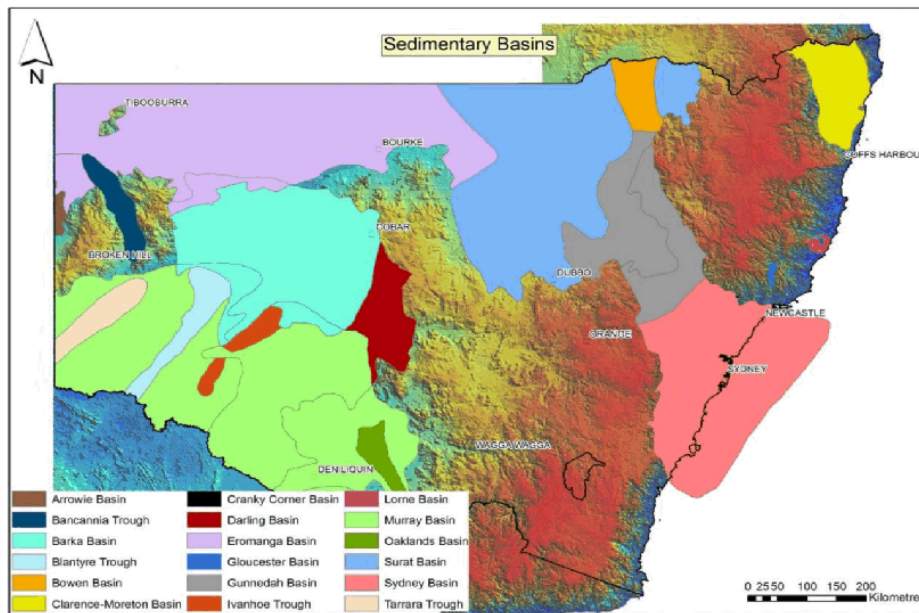 Sedimentary Basins
N
TIBOOBURRA
BOURKE
COFFS HARBOU
COBAR
BROKEN HILL
DUBBO
NEWCASTLE
ORANGE
SYDNEY
WAGGA WAGGA
DENILIQUIN
Arrowie Basin
Bancannia Trough
Barka Basin
Blantyre Trough
Bowen Basin
Clarence-Moreton Basin
Cranky Corner Basin
Darling Basin
Eromanga Basin
Gloucester Basin
Gunnedah Basin
Ivanhoe Trough
Lorne Basin
Murray Basin
Oaklands Basin
Surat Basin
Sydney Basin
Tarrara Trough
0 2550 100 150 200
Kilometre